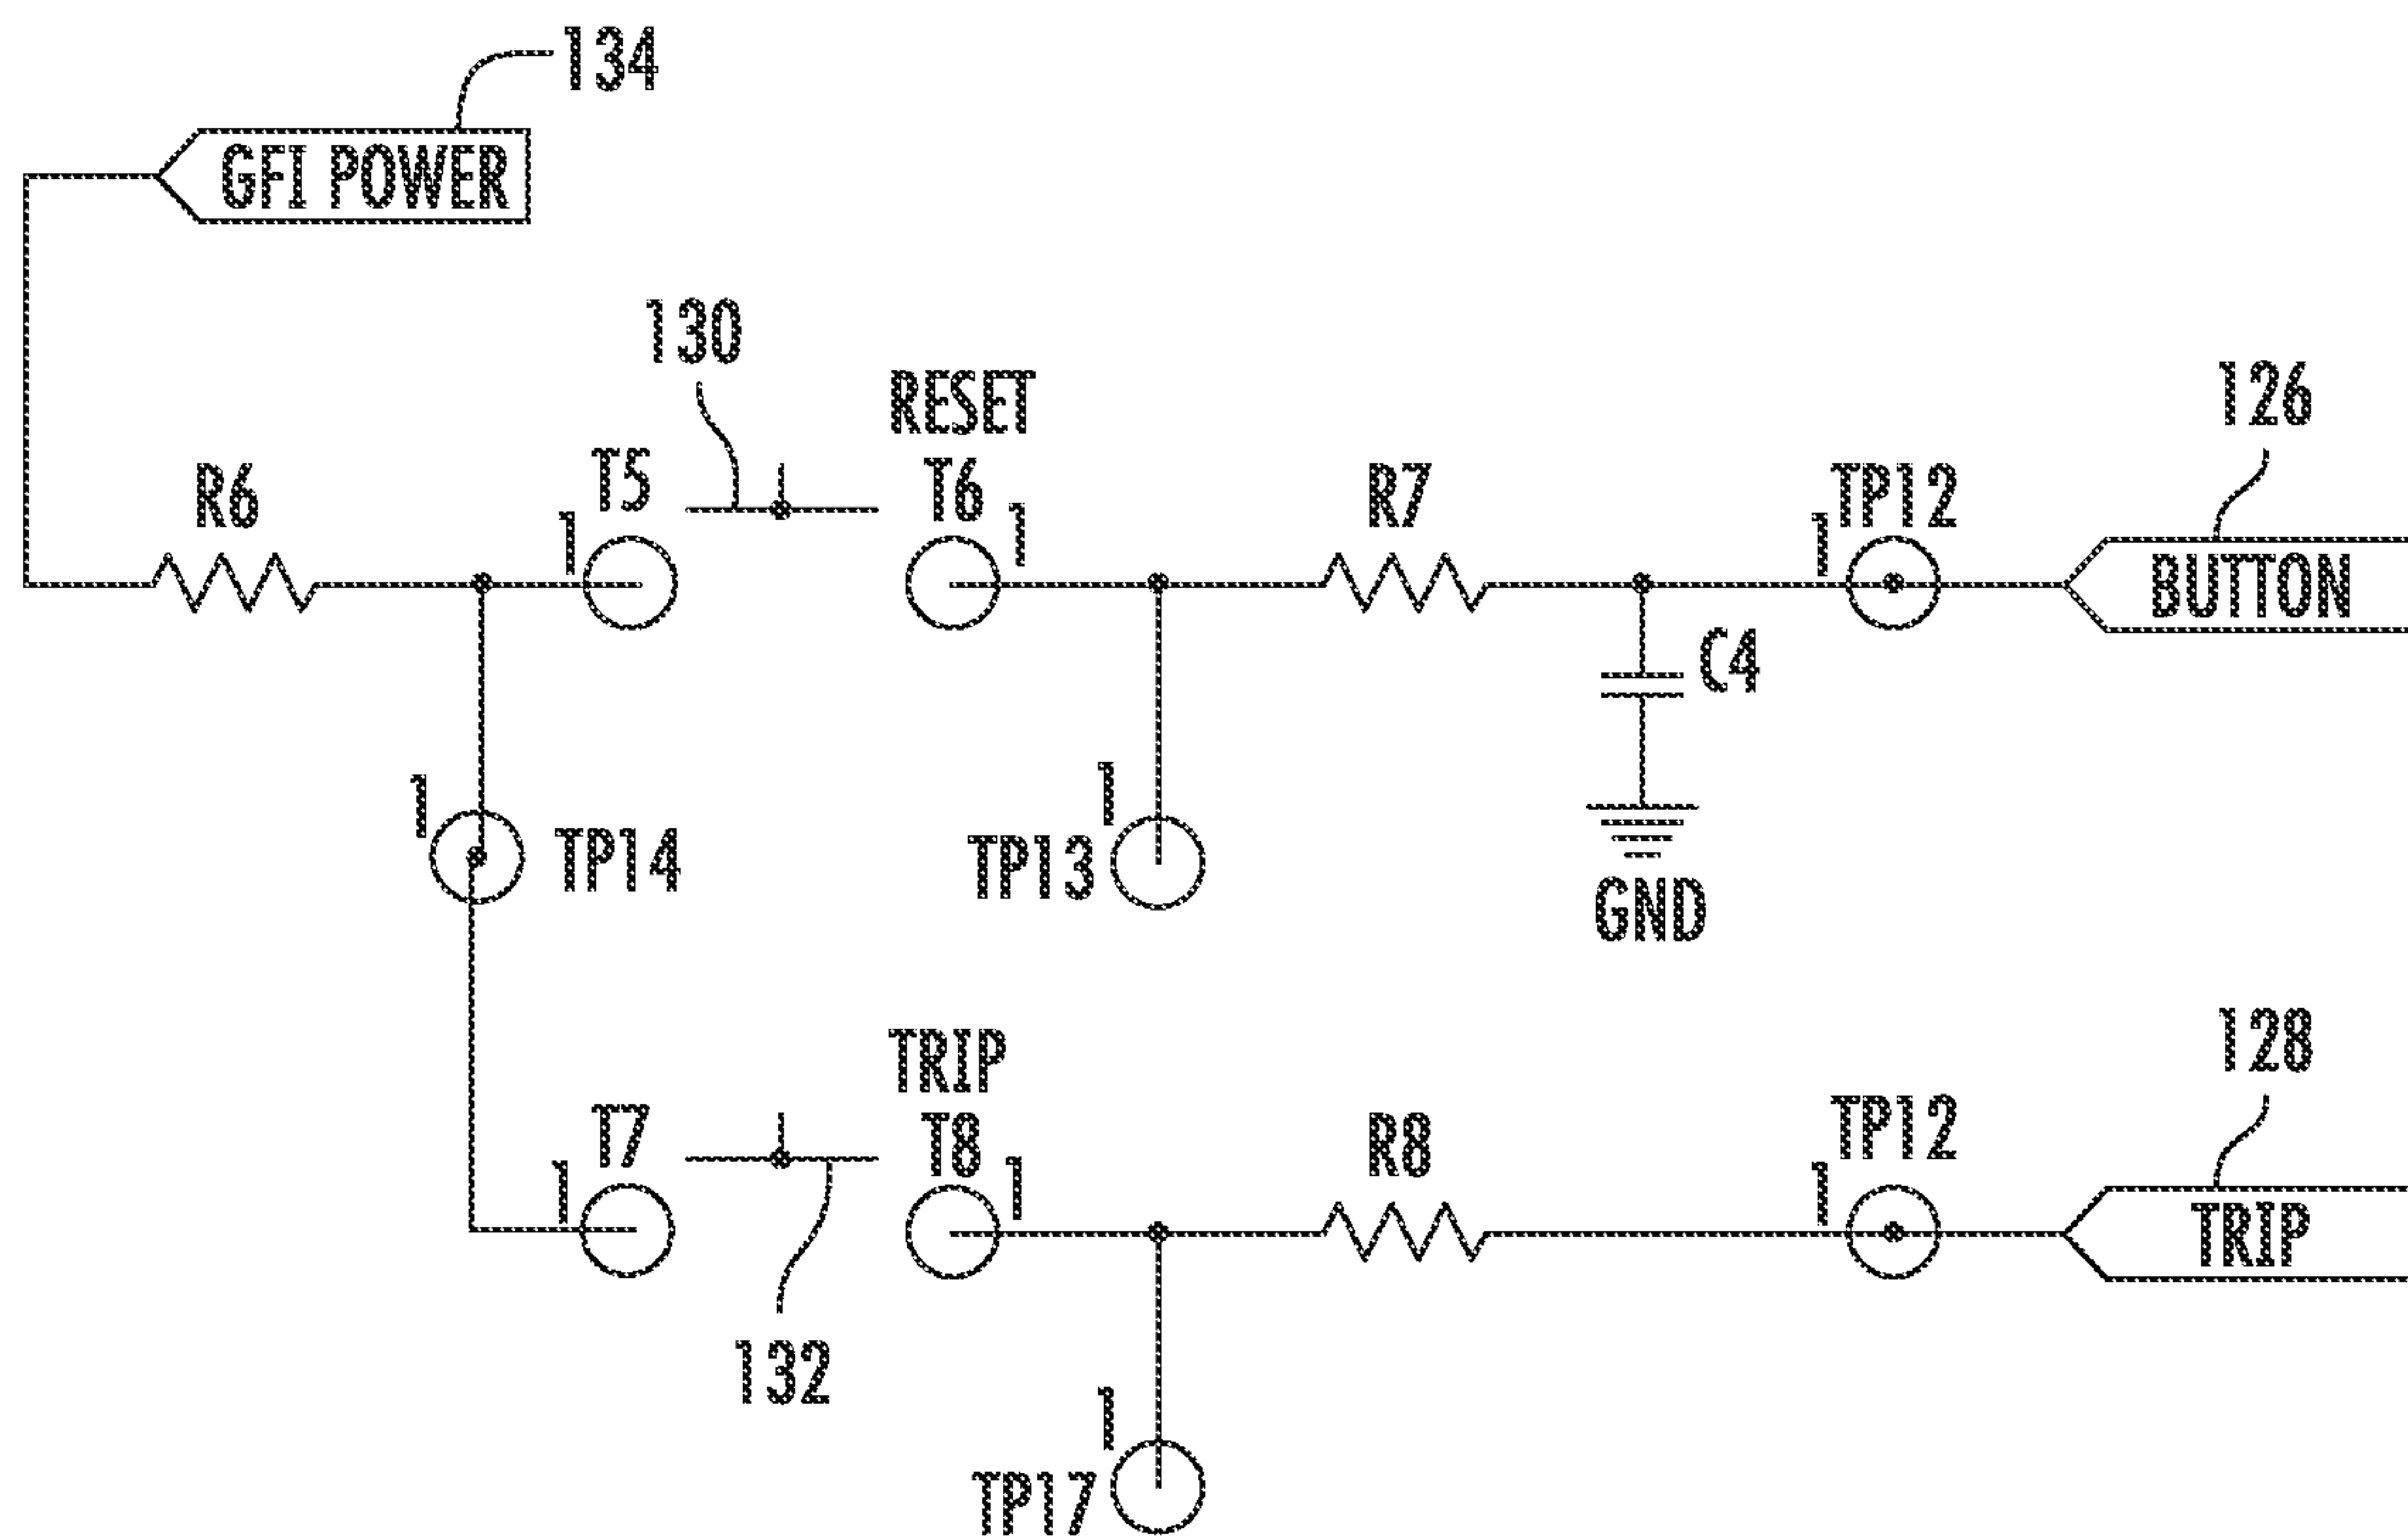 134
GFI POWER
130
RESET
126
R6
1
T5
T6
1
R7
1
TP12
BUTTON
C4
1
TP14
1
TP13
GND
TRIP
128
1
T7
T8
1
R8
1
TP12
TRIP
132
1
TP17